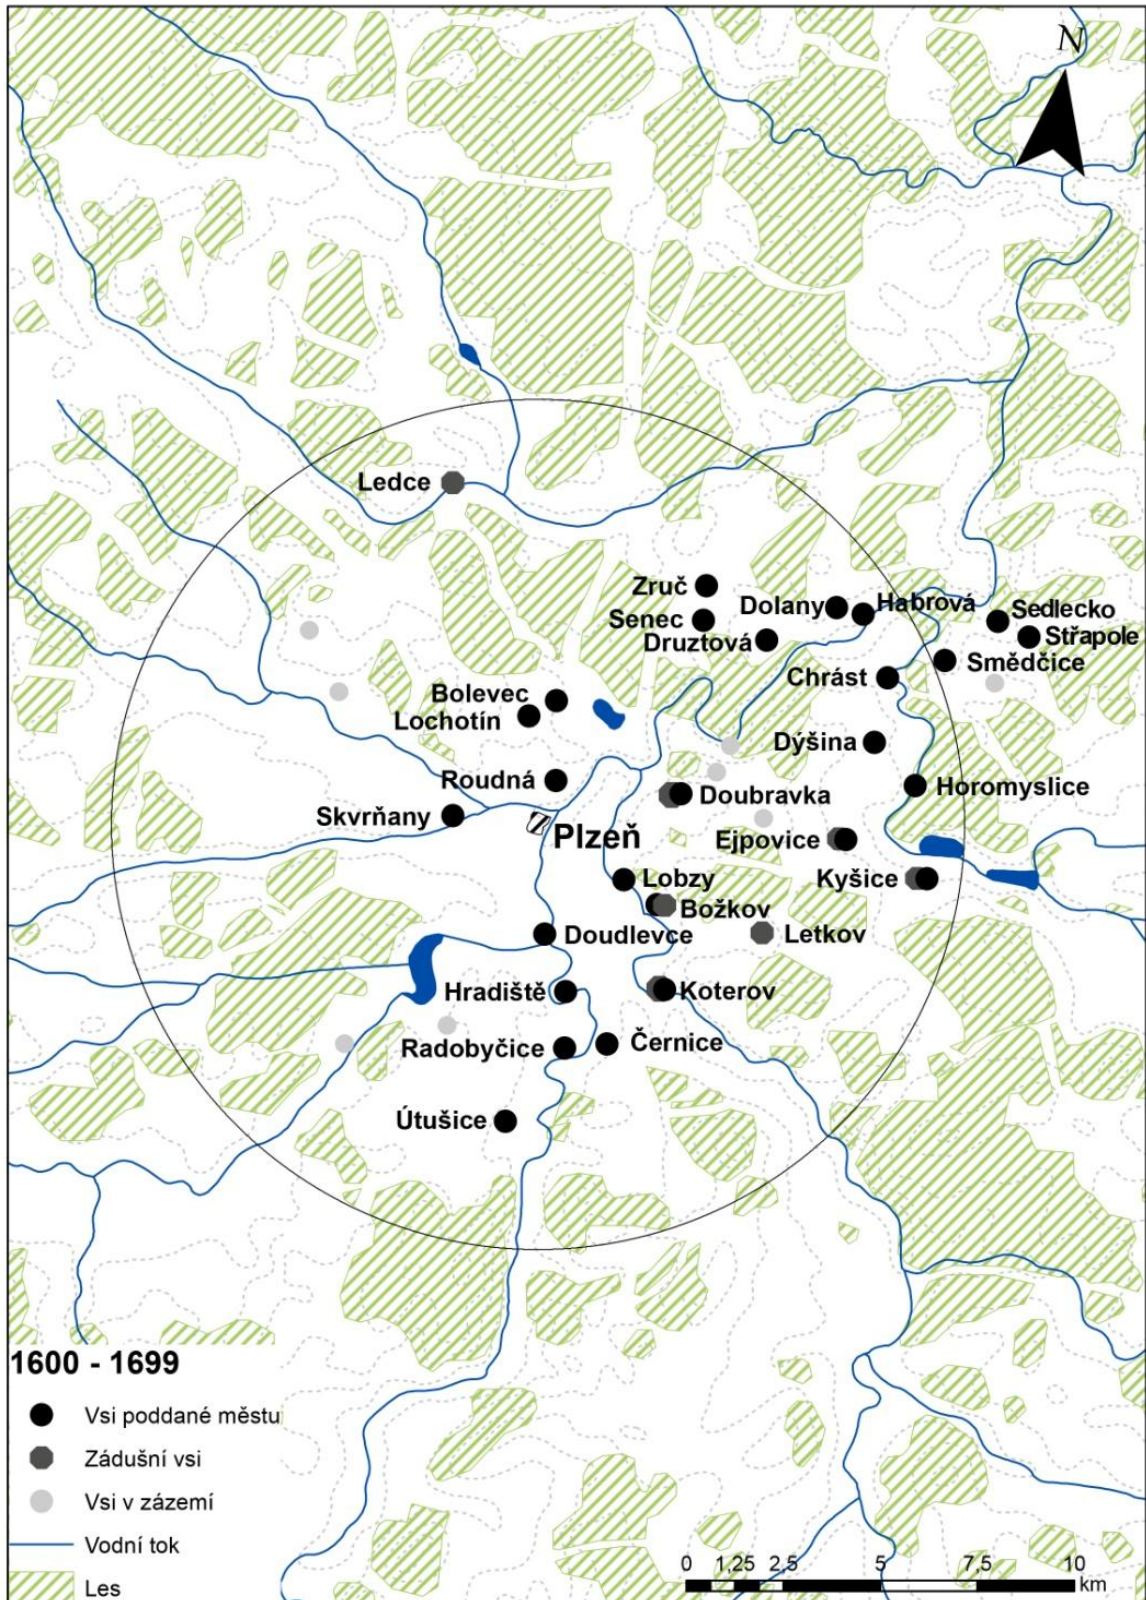 N
Ledce
Zruč
Senec
Dolany
Habrová
Druztová
Sedlecko
Střapole
Smědčice
Chrást
Bolevec
Lochotín
Dýšina
Roudná
Doubravka
Horomyslice
Skvrňany
Plzeň
Ejpovice
Lobzy
Kyšice
Božkov
Doudlevce
Letkov
Hradiště
Koterov
Radobyčice
Černice
Útušice
1600 - 1699
Vsi poddané městu
Zádušní vsi
Vsi v zázemí
Vodní tok
Les
0 1,25 2,5 5 7,5 10
km